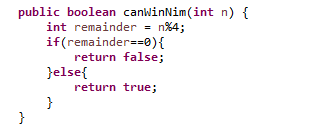 public boolean canWinNim(int n) {
    int remainder = n%4;
    if(remainder==0){
        return false;
    }else{
        return true;
    }
}